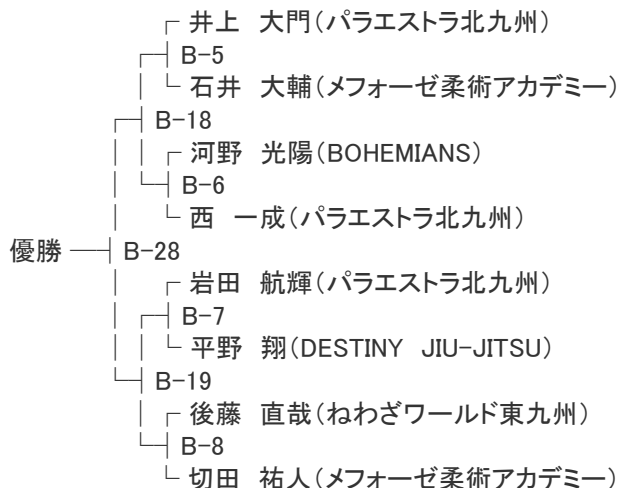 井上　大門（パラエストラ北九州）
B-5
石井　大輔（メフォーゼ柔術アカデミー）
B-18
河野　光陽（BOHEMIANS）
B-6
西　一成（パラエストラ北九州）
優勝 B-28
岩田　航輝（パラエストラ北九州）
B-7
平野　翔（DESTINY　JIU-JITSU）
B-19
後藤　直哉（ねわざワールド東九州）
B-8
切田　祐人（メフォーゼ柔術アカデミー）